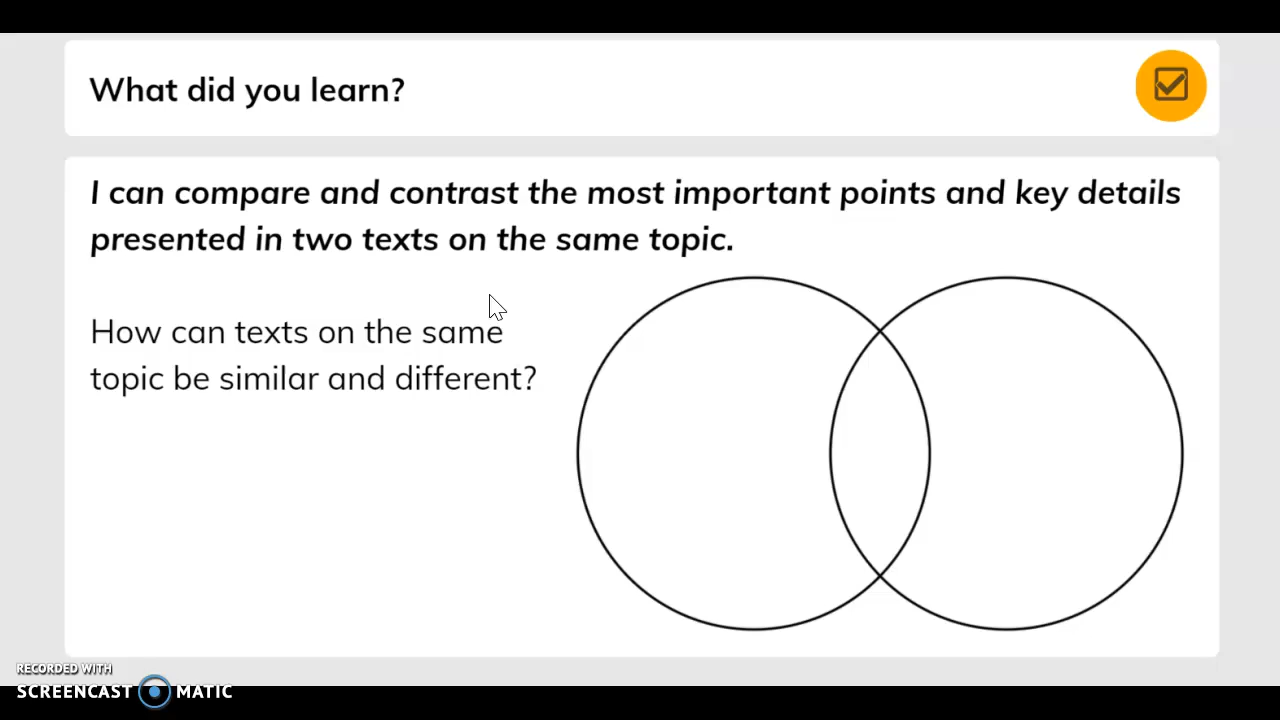 What did you learn?
I can compare and contrast the most important points and key details
presented in two texts on the same topic.
How can texts on the same
topic be similar and different?
RECORDED WITH
SCREENCAST MATIC